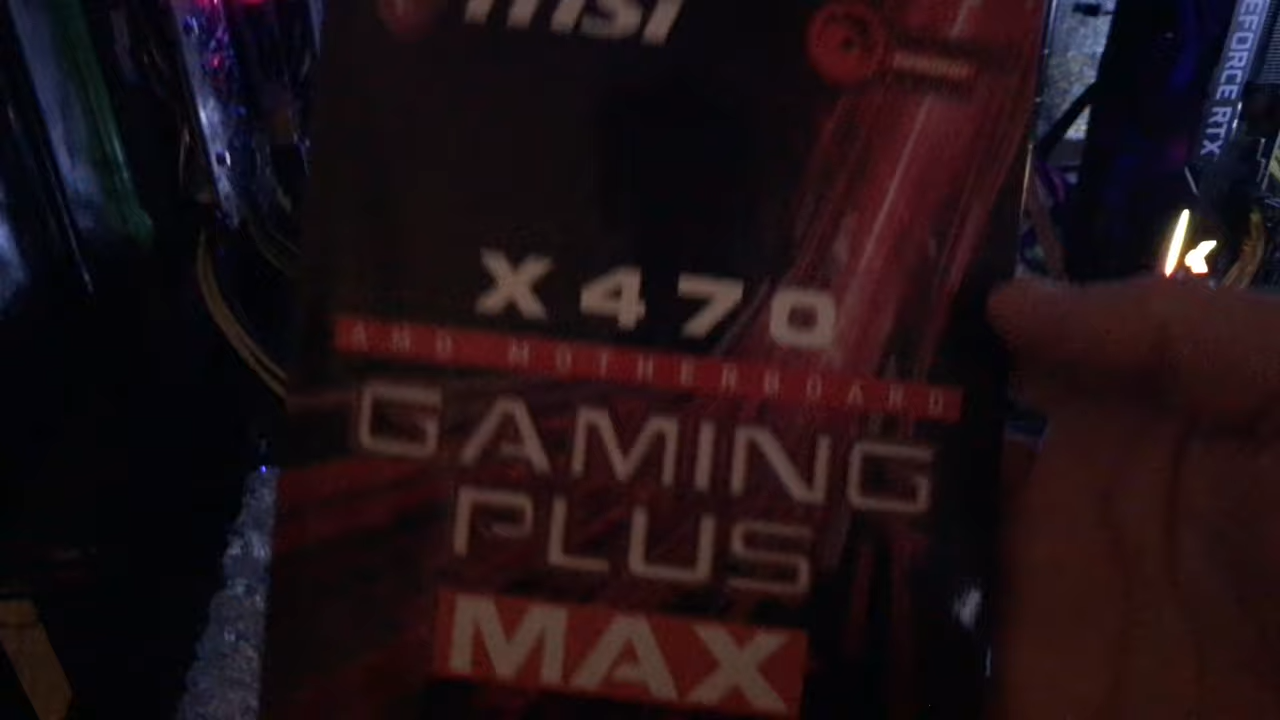 msi
X470
AMD MOTHERBOARD
GAMING
PLUS
MAX
EFORCE RTX